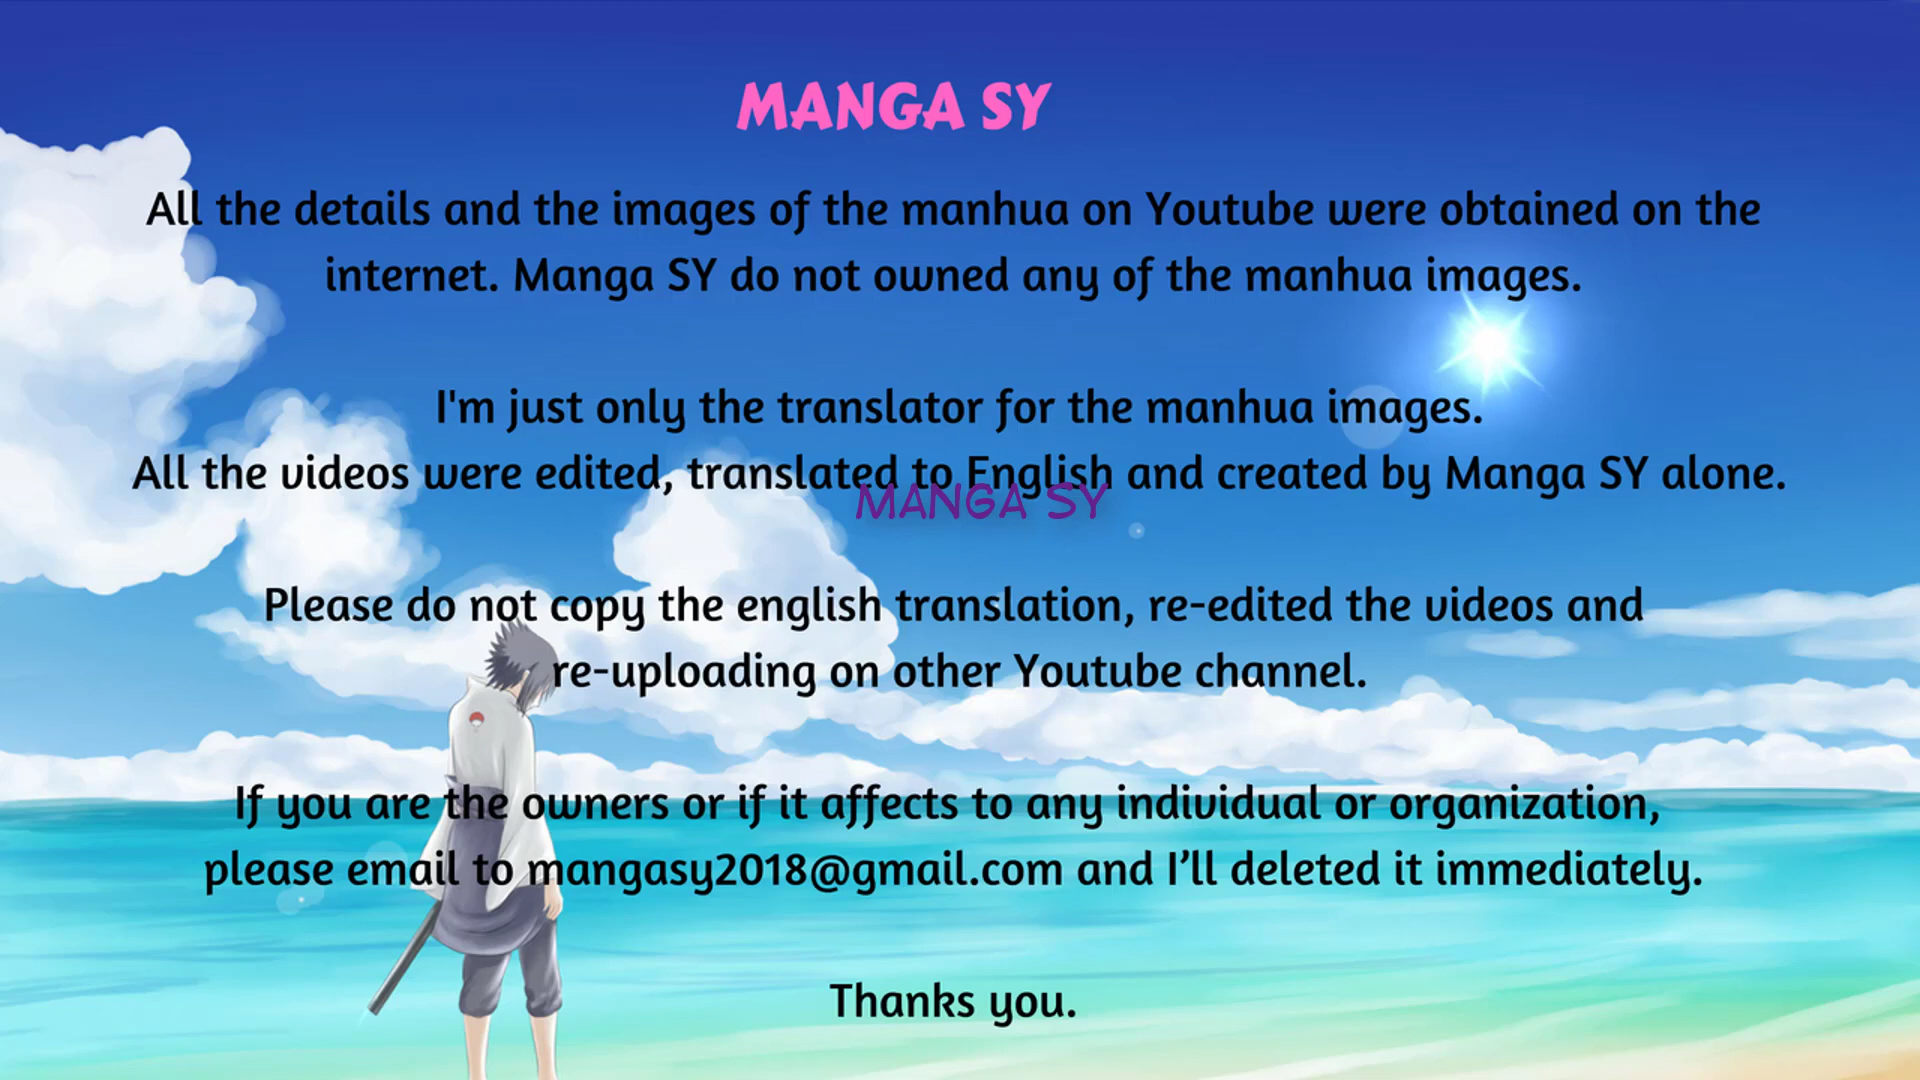 MANGA SY
All the details and the images of the manhua on Youtube were obtained on the
internet. Manga SY do not owned any of the manhua images.
I'm just only the translator for the manhua images.
All the videos were edited, translated to English and created by Manga SY alone.
MANGA SY
Please do not copy the english translation, re-edited the videos and
re-uploading on other Youtube channel.
If you are the owners or if it affects to any individual or organization,
please email to mangasy2018@gmail.com and I’ll deleted it immediately.
Thanks you.